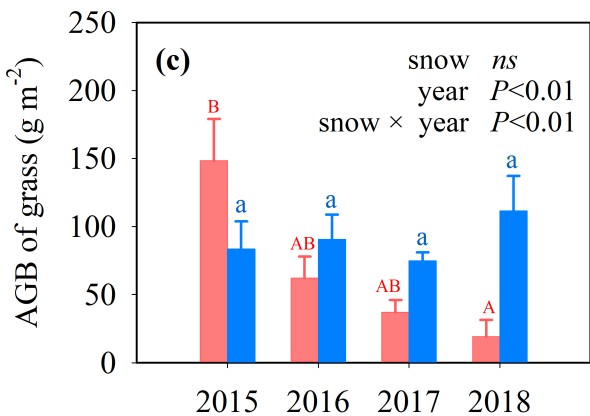 250
200
150
100
50
0
AGB of grass (g m⁻²)
(c)
snow ns
year P<0.01
snow × year P<0.01
B
a
AB
a
AB
a
A
a
2015 2016 2017 2018